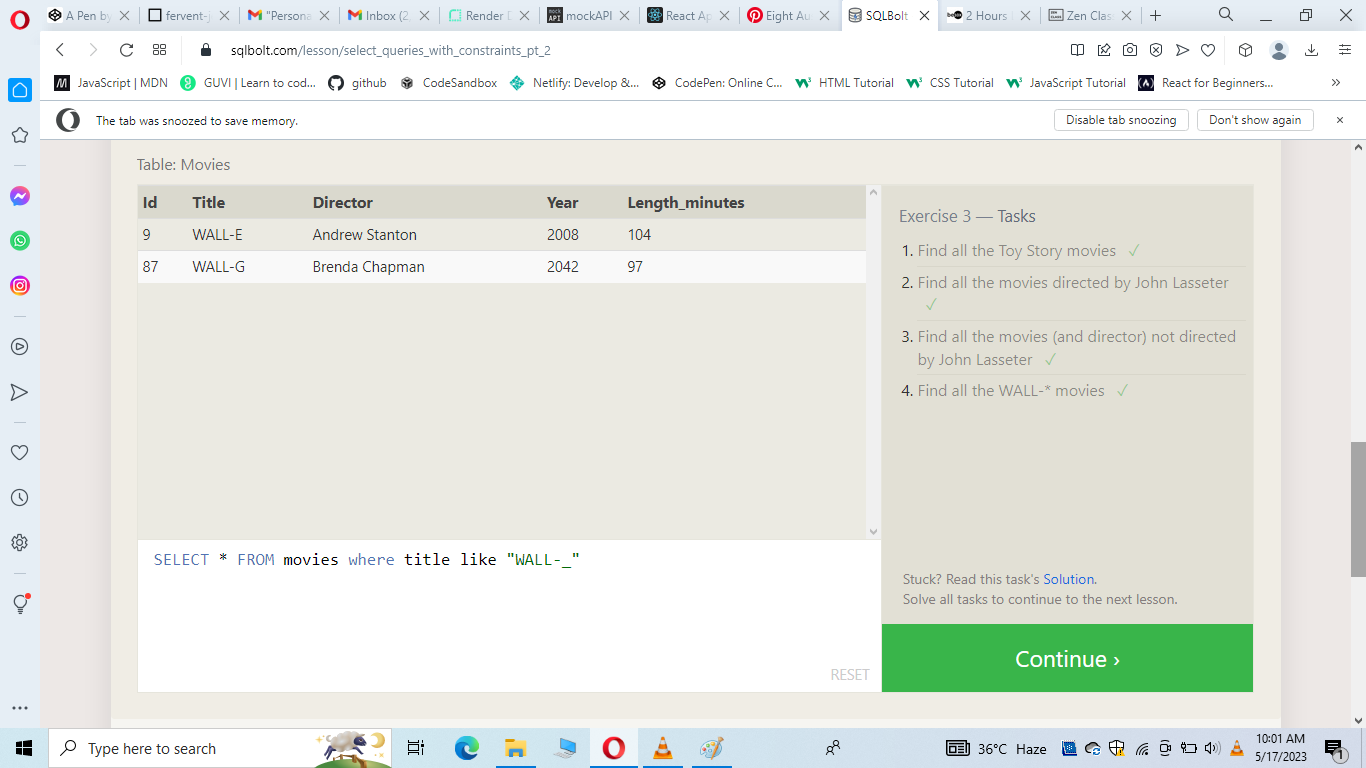 A Pen by
fervent-j
"Persona
Inbox (2
Render D
mockAPI
React Ap
Eight Au
SQLBolt
2 Hours
Zen Clas
sqlbolt.com/lesson/select_queries_with_constraints_pt_2
JavaScript | MDN
GUVI | Learn to cod...
github
CodeSandbox
Netlify: Develop &...
CodePen: Online C...
HTML Tutorial
CSS Tutorial
JavaScript Tutorial
React for Beginners...
The tab was snoozed to save memory.
Disable tab snoozing
Don't show again
Table: Movies
Id Title Director Year Length_minutes
9 WALL-E Andrew Stanton 2008 104
87 WALL-G Brenda Chapman 2042 97
SELECT * FROM movies where title like "WALL-_"
RESET
Exercise 3 — Tasks
1. Find all the Toy Story movies ✓
2. Find all the movies directed by John Lasseter
✓
3. Find all the movies (and director) not directed
by John Lasseter ✓
4. Find all the WALL-* movies ✓
Stuck? Read this task's Solution.
Solve all tasks to continue to the next lesson.
Continue ›
Type here to search
36°C Haze
10:01 AM
5/17/2023
1